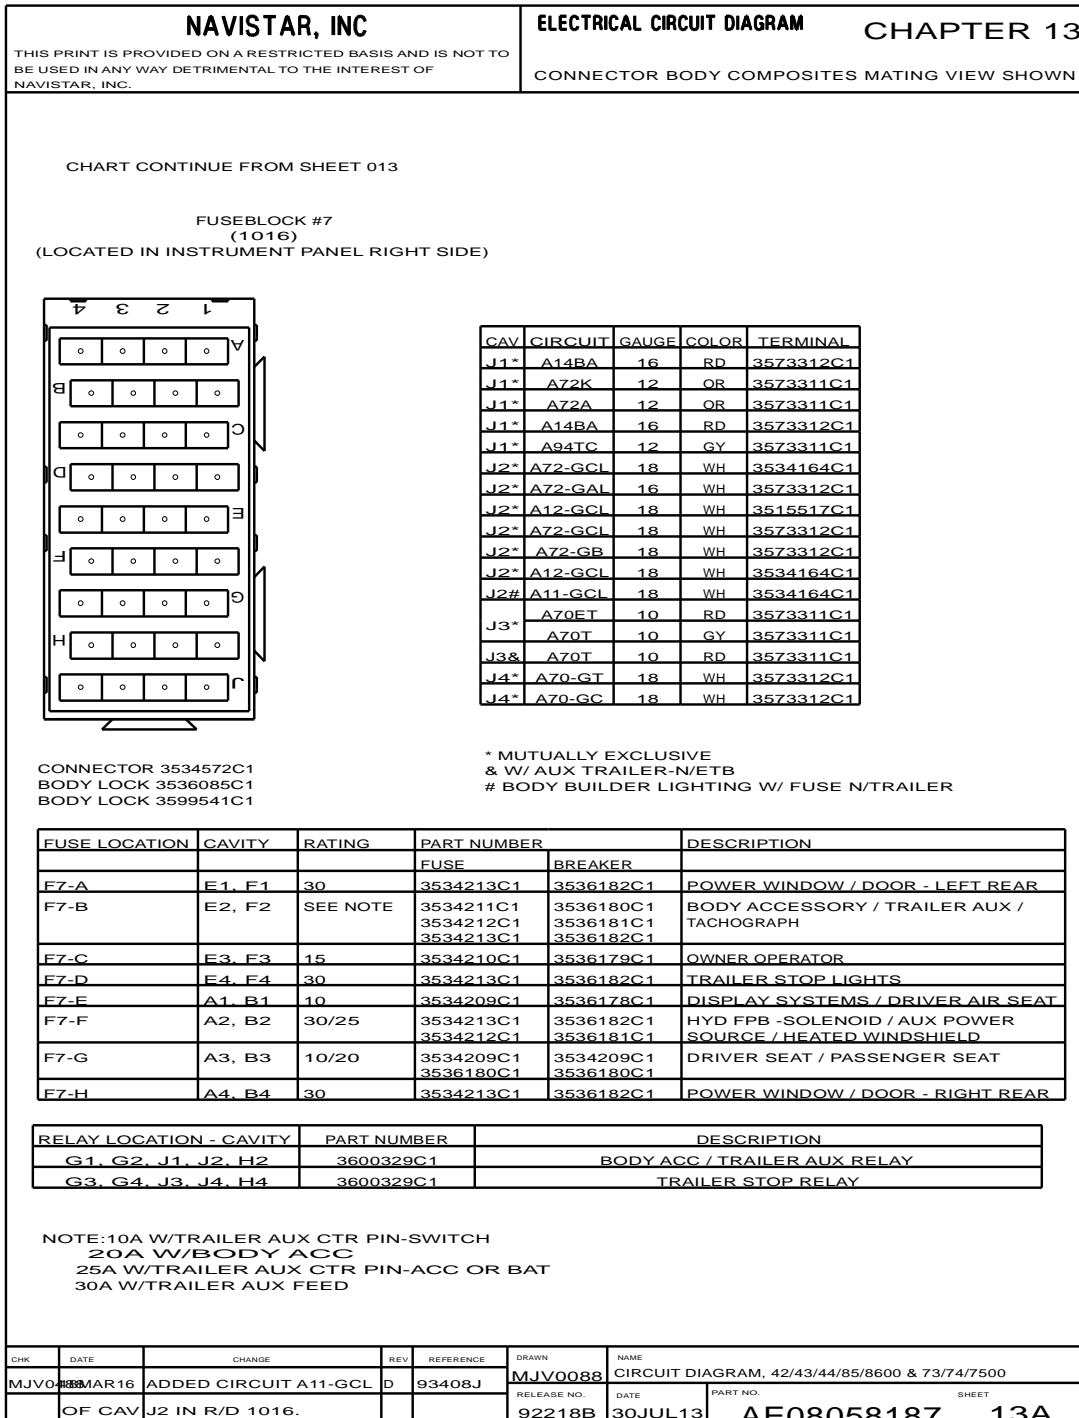 NAVISTAR, INC
THIS PRINT IS PROVIDED ON A RESTRICTED BASIS AND IS NOT TO
BE USED IN ANY WAY DETRIMENTAL TO THE INTEREST OF
NAVISTAR, INC.
ELECTRICAL CIRCUIT DIAGRAM CHAPTER 13
CONNECTOR BODY COMPOSITES MATING VIEW SHOWN
CHART CONTINUE FROM SHEET 013
FUSEBLOCK #7
(1016)
(LOCATED IN INSTRUMENT PANEL RIGHT SIDE)
4 3 2 1
A
B
C
D
E
F
G
H
J
CAV CIRCUIT GAUGE COLOR TERMINAL
J1* A14BA 16 RD 3573312C1
J1* A72K 12 OR 3573311C1
J1* A72A 12 OR 3573311C1
J1* A14BA 16 RD 3573312C1
J1* A94TC 12 GY 3573311C1
J2* A72-GCL 18 WH 3534164C1
J2* A72-GAL 16 WH 3573312C1
J2* A12-GCL 18 WH 3515517C1
J2* A72-GCL 18 WH 3573312C1
J2* A72-GB 18 WH 3573312C1
J2* A12-GCL 18 WH 3534164C1
J2# A11-GCL 18 WH 3534164C1
J3* A70ET 10 RD 3573311C1
A70T 10 GY 3573311C1
J3& A70T 10 RD 3573311C1
J4* A70-GT 18 WH 3573312C1
J4* A70-GC 18 WH 3573312C1
CONNECTOR 3534572C1
BODY LOCK 3536085C1
BODY LOCK 3599541C1
* MUTUALLY EXCLUSIVE
& W/ AUX TRAILER-N/ETB
# BODY BUILDER LIGHTING W/ FUSE N/TRAILER
FUSE LOCATION CAVITY RATING PART NUMBER DESCRIPTION
FUSE BREAKER
F7-A E1, F1 30 3534213C1 3536182C1 POWER WINDOW / DOOR - LEFT REAR
F7-B E2, F2 SEE NOTE 3534211C1 3536180C1 BODY ACCESSORY / TRAILER AUX /
3534212C1 3536181C1 TACHOGRAPH
3534213C1 3536182C1
F7-C E3, F3 15 3534210C1 3536179C1 OWNER OPERATOR
F7-D E4, F4 30 3534213C1 3536182C1 TRAILER STOP LIGHTS
F7-E A1, B1 10 3534209C1 3536178C1 DISPLAY SYSTEMS / DRIVER AIR SEAT
F7-F A2, B2 30/25 3534213C1 3536182C1 HYD FPB -SOLENOID / AUX POWER
3534212C1 3536181C1 SOURCE / HEATED WINDSHIELD
F7-G A3, B3 10/20 3534209C1 3534209C1 DRIVER SEAT / PASSENGER SEAT
3536180C1 3536180C1
F7-H A4, B4 30 3534213C1 3536182C1 POWER WINDOW / DOOR - RIGHT REAR
RELAY LOCATION - CAVITY PART NUMBER DESCRIPTION
G1, G2, J1, J2, H2 3600329C1 BODY ACC / TRAILER AUX RELAY
G3, G4, J3, J4, H4 3600329C1 TRAILER STOP RELAY
NOTE:10A W/TRAILER AUX CTR PIN-SWITCH
20A W/BODY ACC
25A W/TRAILER AUX CTR PIN-ACC OR BAT
30A W/TRAILER AUX FEED
CHK DATE CHANGE REV REFERENCE DRAWN NAME
ADDED CIRCUIT A11-GCL D 93408J MJV0088 CIRCUIT DIAGRAM, 42/43/44/85/8600 & 73/74/7500
RELEASE NO. DATE PART NO. SHEET
OF CAV J2 IN R/D 1016. 92218B 30JUL13 AE08058187 13A